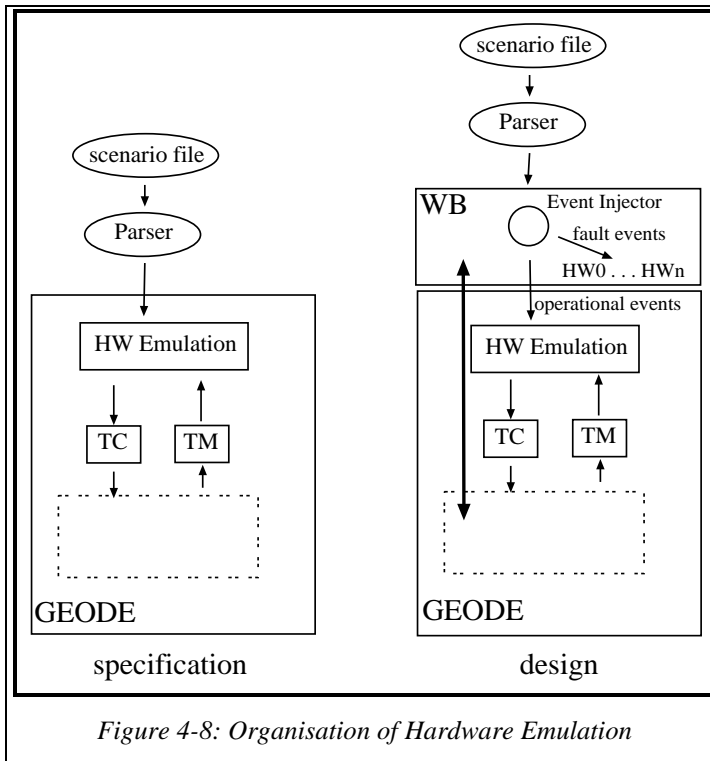 scenario file
Parser
HW Emulation
TC
TM
GEODE
specification
scenario file
Parser
WB
Event Injector
fault events
HW0 . . . HWn
operational events
HW Emulation
TC
TM
GEODE
design
Figure 4-8: Organisation of Hardware Emulation